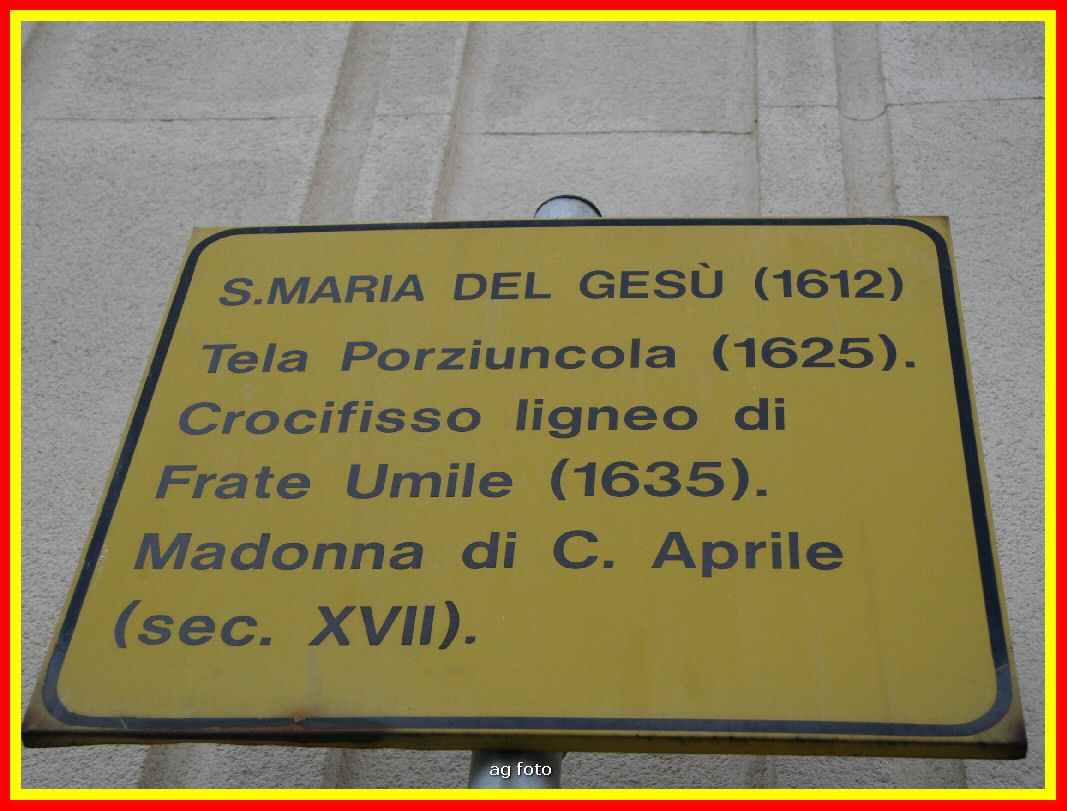 S.MARIA DEL GESÙ (1612)
Tela Porziuncola (1625).
Crocifisso ligneo di
Frate Umile (1635).
Madonna di C. Aprile
(sec. XVII).
ag foto